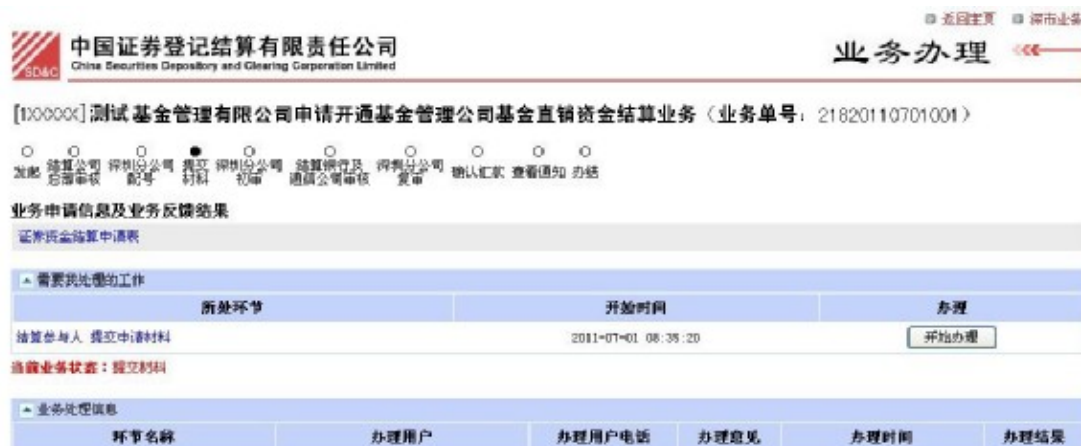 返回主页 深市业务
中国证券登记结算有限责任公司
China Securities Depository and Clearing Corporation Limited
SD&C
业务办理
[1XXXXX]测试基金管理有限公司申请开通基金管理公司基金直销资金结算业务（业务单号：21820110701001）
发起 结算公司总部审核 深圳分公司配号 提交材料 深圳分公司初审 结算银行及通信公司审核 深圳分公司复审 确认汇款 查看通知 办结
业务申请信息及业务反馈结果
证券资金结算申请表
需要我处理的工作
所处环节 开始时间 办理
结算参与人 提交申请材料 2011-07-01 08:35:20 开始办理
当前业务状态：提交材料
业务处理信息
环节名称 办理用户 办理用户电话 办理意见 办理时间 办理结果